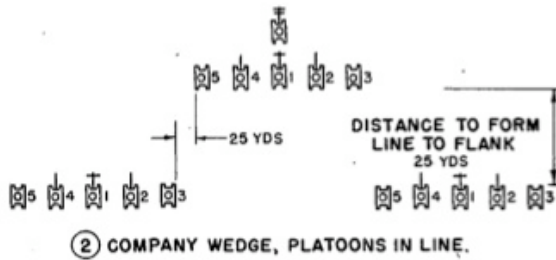 5 4 1 2 3
25 YDS
DISTANCE TO FORM
LINE TO FLANK
25 YDS
5 4 1 2 3
5 4 1 2 3
2 COMPANY WEDGE, PLATOONS IN LINE.